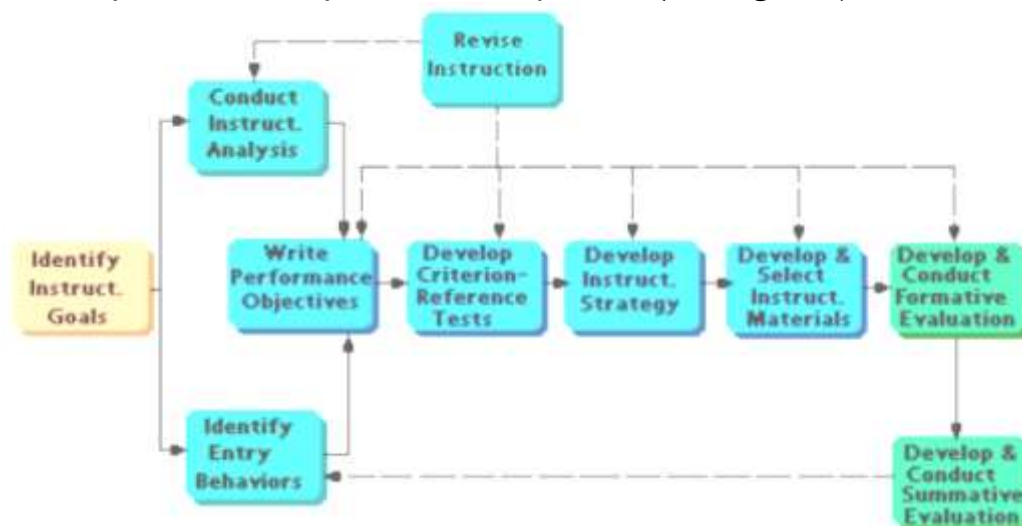 Revise
Instruction
Conduct
Instruct.
Analysis
Identify
Instruct.
Goals
Write
Performance
Objectives
Develop
Criterion-
Reference
Tests
Develop
Instruct.
Strategy
Develop &
Select
Instruct.
Materials
Develop &
Conduct
Formative
Evaluation
Identify
Entry
Behaviors
Develop &
Conduct
Summative
Evaluation